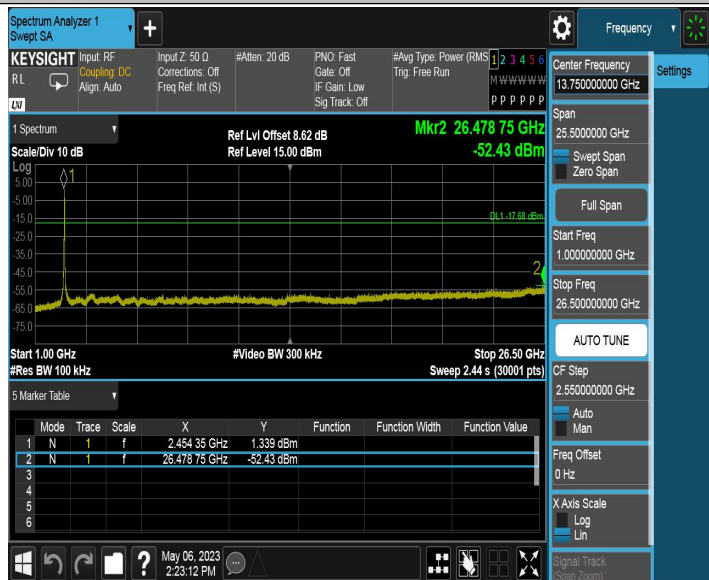 Spectrum Analyzer 1
Swept SA
+
Frequency
KEYSIGHT
R L
LXI
Input: RF
Coupling: DC
Align: Auto
Input Z: 50 Ω
Corrections: Off
Freq Ref: Int (S)
#Atten: 20 dB
PNO: Fast
Gate: Off
IF Gain: Low
Sig Track: Off
#Avg Type: Power (RMS
Trig: Free Run
1 2 3 4 5 6
M W W W W W
P P P P P P
1 Spectrum
Scale/Div 10 dB
Ref Lvl Offset 8.62 dB
Ref Level 15.00 dBm
Mkr2 26.478 75 GHz
-52.43 dBm
Log
5.00
-5.00
-15.0
-25.0
-35.0
-45.0
-55.0
-65.0
-75.0
1
DL1 -17.68 dBm
2
Start 1.00 GHz
#Res BW 100 kHz
#Video BW 300 kHz
Stop 26.50 GHz
Sweep 2.44 s (30001 pts)
5 Marker Table
Mode Trace Scale X Y Function Function Width Function Value
1 N 1 f 2.454 35 GHz 1.339 dBm
2 N 1 f 26.478 75 GHz -52.43 dBm
3
4
5
6
?
May 06, 2023
2:23:12 PM
Center Frequency
13.750000000 GHz
Settings
Span
25.5000000 GHz
Swept Span
Zero Span
Full Span
Start Freq
1.000000000 GHz
Stop Freq
26.500000000 GHz
AUTO TUNE
CF Step
2.550000000 GHz
Auto
Man
Freq Offset
0 Hz
X Axis Scale
Log
Lin
Signal Track
(Span Zoom)